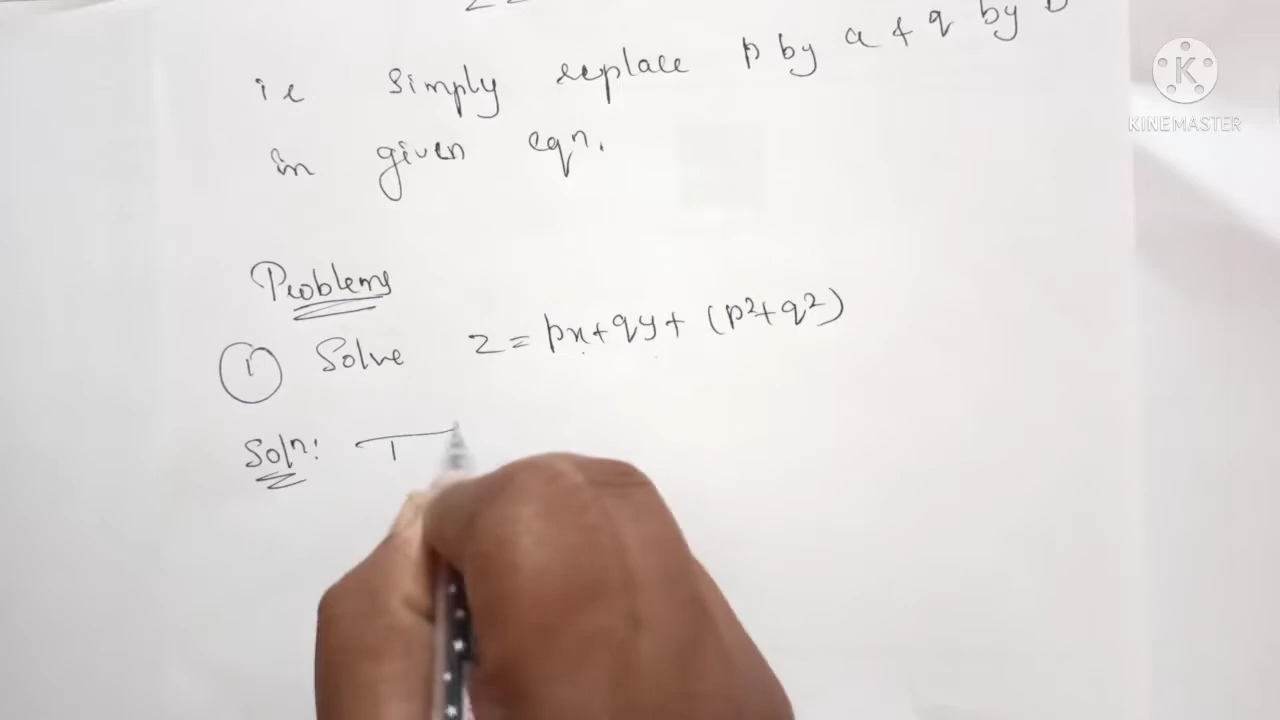 ie simply replace p by a & q by b
in given eqn.
KINEMASTER
Problems
① Solve z = px+qy+ (p²+q²)
Soln: T